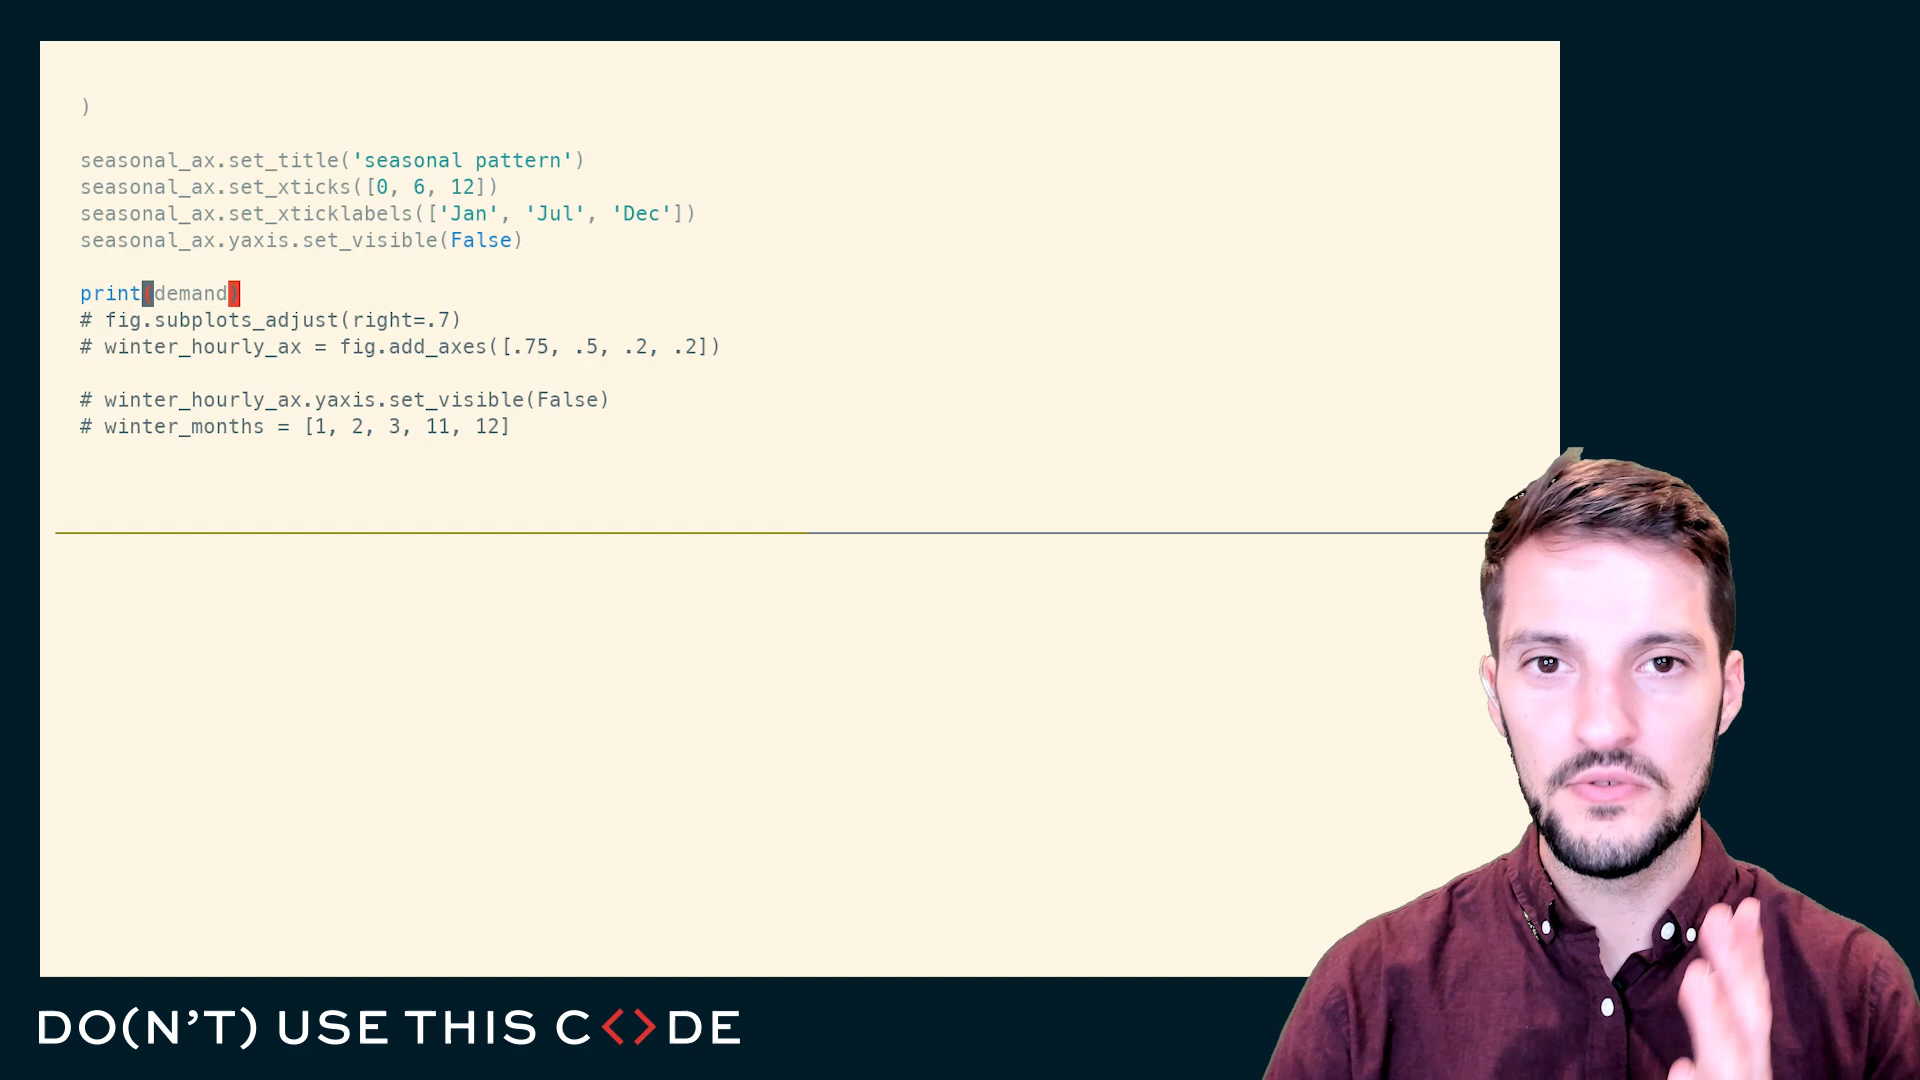 )
seasonal_ax.set_title('seasonal pattern')
seasonal_ax.set_xticks([0, 6, 12])
seasonal_ax.set_xticklabels(['Jan', 'Jul', 'Dec'])
seasonal_ax.yaxis.set_visible(False)
print(demand)
# fig.subplots_adjust(right=.7)
# winter_hourly_ax = fig.add_axes([.75, .5, .2, .2])
# winter_hourly_ax.yaxis.set_visible(False)
# winter_months = [1, 2, 3, 11, 12]
DO(N’T) USE THIS C<>DE